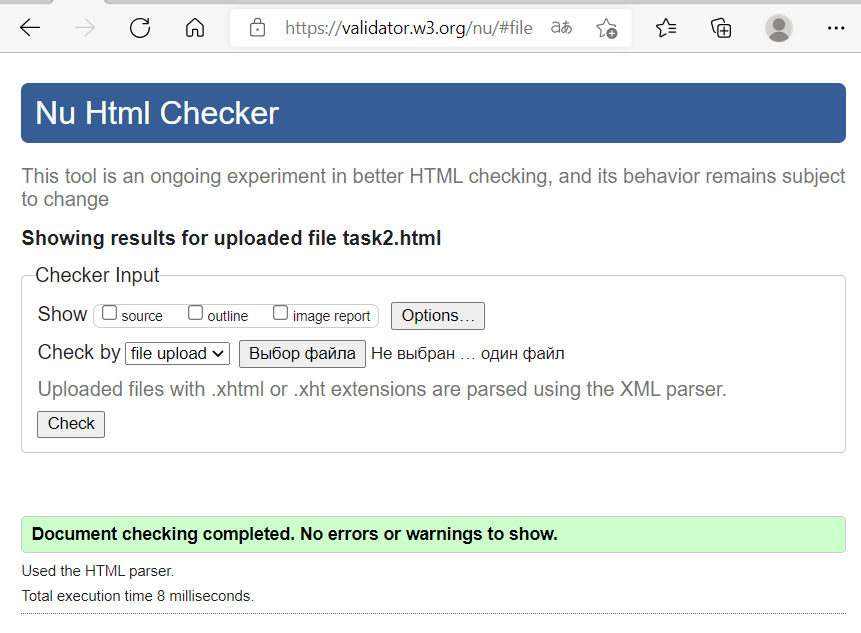 https://validator.w3.org/nu/#file
Nu Html Checker
This tool is an ongoing experiment in better HTML checking, and its behavior remains subject
to change
Showing results for uploaded file task2.html
Checker Input
Show source outline image report Options...
Check by file upload Выбор файла Не выбран ... один файл
Uploaded files with .xhtml or .xht extensions are parsed using the XML parser.
Check
Document checking completed. No errors or warnings to show.
Used the HTML parser.
Total execution time 8 milliseconds.